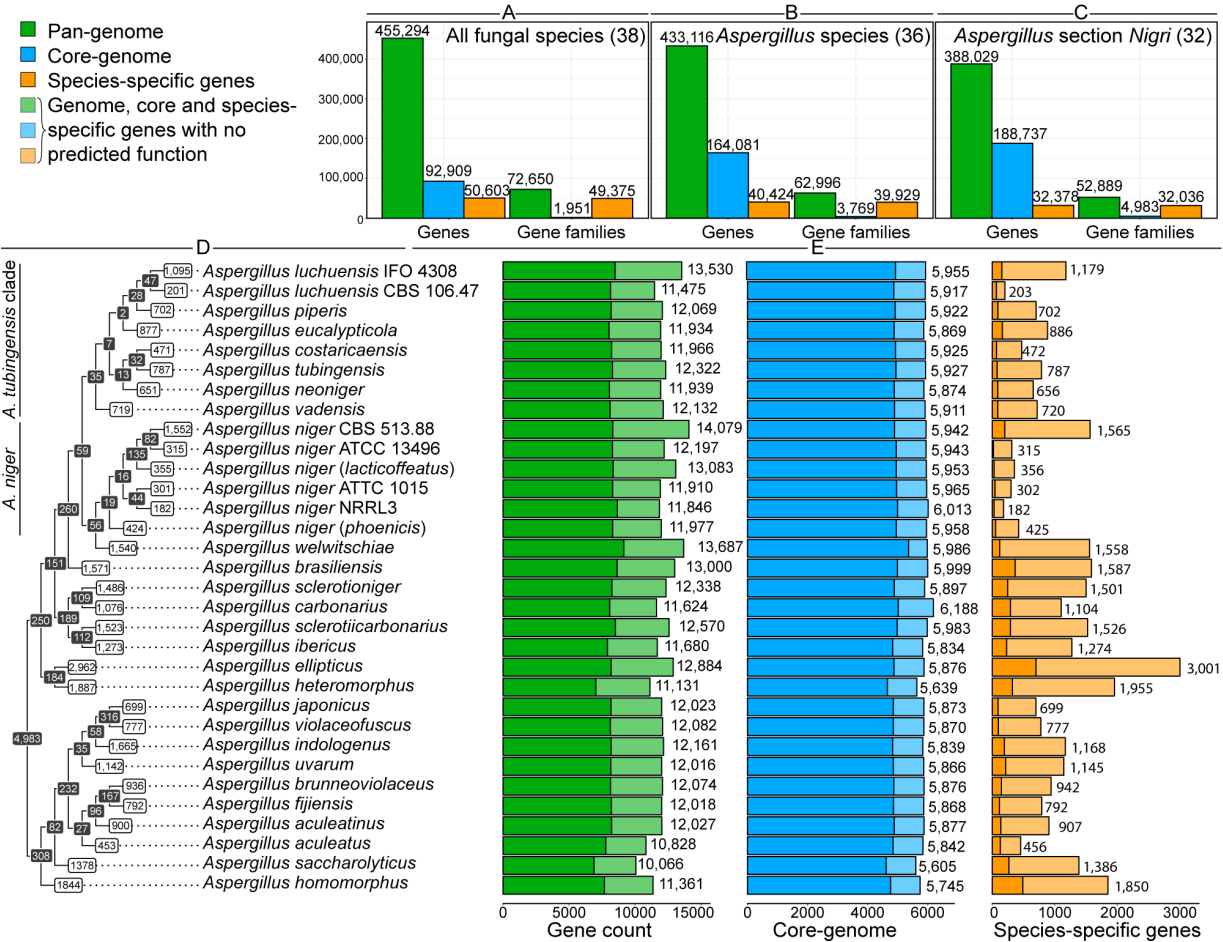 A
B
C
Pan-genome
Core-genome
Species-specific genes
Genome, core and species-
specific genes with no
predicted function
All fungal species (38)
455,294
92,909
50,603
72,650
1,951
49,375
400,000
300,000
200,000
100,000
0
Genes
Gene families
Aspergillus species (36)
433,116
164,081
40,424
62,996
3,769
39,929
Genes
Gene families
Aspergillus section Nigri (32)
388,029
188,737
32,378
52,889
4,983
32,036
Genes
Gene families
D
E
A. tubingensis clade
A. niger
1,095 Aspergillus luchuensis IFO 4308 13,530 5,955 1,179
47
201 Aspergillus luchuensis CBS 106.47 11,475 5,917 203
28
702 Aspergillus piperis 12,069 5,922 702
2
877 Aspergillus eucalypticola 11,934 5,869 886
7
471 Aspergillus costaricaensis 11,966 5,925 472
32
787 Aspergillus tubingensis 12,322 5,927 787
35
13
651 Aspergillus neoniger 11,939 5,874 656
719 Aspergillus vadensis 12,132 5,911 720
1,552 Aspergillus niger CBS 513.88 14,079 5,942 1,565
82
315 Aspergillus niger ATCC 13496 12,197 5,943 315
59
135
355 Aspergillus niger (lacticoffeatus) 13,083 5,953 356
16
301 Aspergillus niger ATTC 1015 11,910 5,965 302
19
44
182 Aspergillus niger NRRL3 11,846 6,013 182
260
56
424 Aspergillus niger (phoenicis) 11,977 5,958 425
1,540 Aspergillus welwitschiae 13,687 5,986 1,558
151
1,571 Aspergillus brasiliensis 13,000 5,999 1,587
1,486 Aspergillus sclerotioniger 12,338 5,897 1,501
109
1,076 Aspergillus carbonarius 11,624 6,188 1,104
250
189
1,523 Aspergillus sclerotiicarbonarius 12,570 5,983 1,526
112
1,273 Aspergillus ibericus 11,680 5,834 1,274
2,962 Aspergillus ellipticus 12,884 5,876 3,001
184
1,887 Aspergillus heteromorphus 11,131 5,639 1,955
699 Aspergillus japonicus 12,023 5,873 699
316
777 Aspergillus violaceofuscus 12,082 5,870 777
4,983
58
1,665 Aspergillus indologenus 12,161 5,839 1,168
35
1,142 Aspergillus uvarum 12,016 5,866 1,145
936 Aspergillus brunneoviolaceus 12,074 5,876 942
232
167
792 Aspergillus fijiensis 12,018 5,868 792
96
900 Aspergillus aculeatinus 12,027 5,877 907
82
27
453 Aspergillus aculeatus 10,828 5,842 456
308
1378 Aspergillus saccharolyticus 10,066 5,605 1,386
1844 Aspergillus homomorphus 11,361 5,745 1,850
0 5000 10000 15000
0 2000 4000 6000
0 1000 2000 3000
Gene count
Core-genome
Species-specific genes